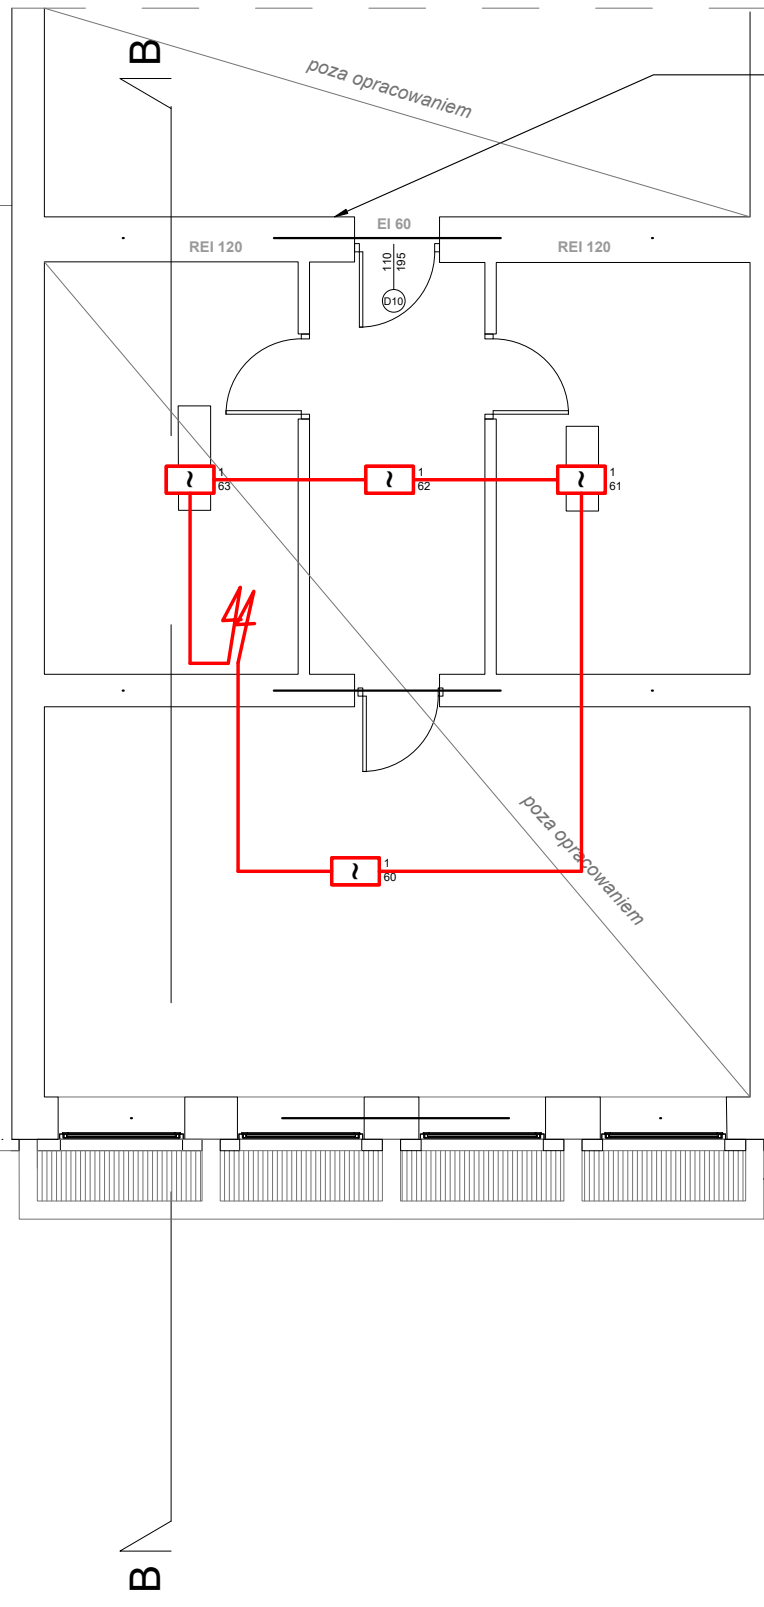 B
poza opracowaniem
EI 60
REI 120
REI 120
110
195
D10
~
1
63
~
1
62
~
1
61
poza opracowaniem
~
1
60
B